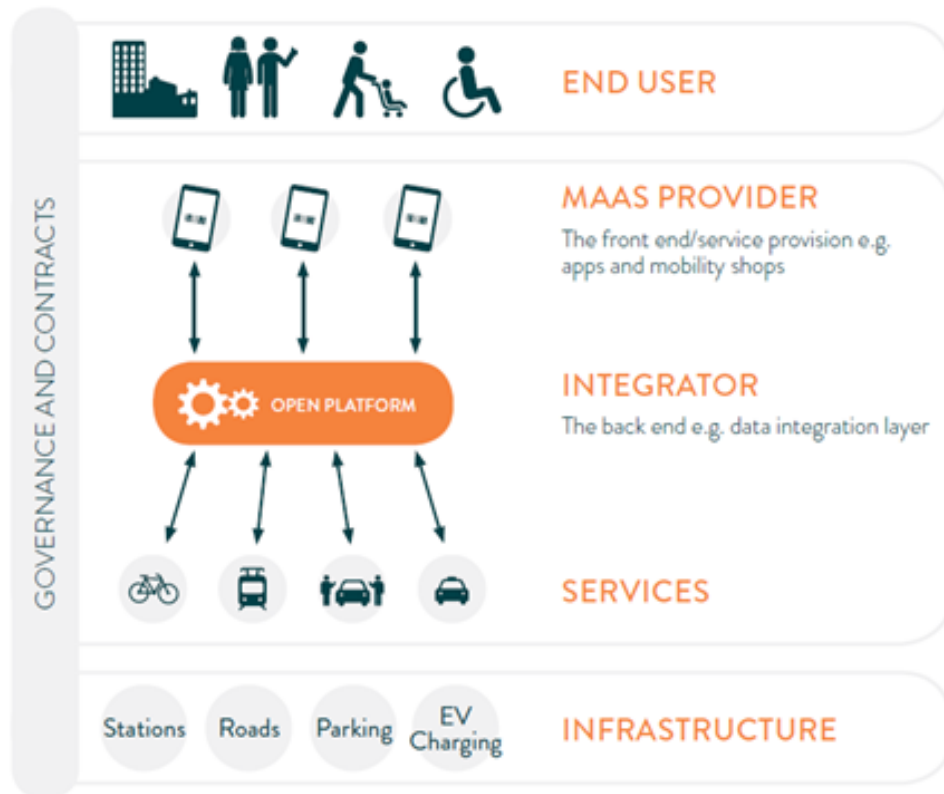 GOVERNANCE AND CONTRACTS
END USER
MAAS PROVIDER
The front end/service provision e.g.
apps and mobility shops
INTEGRATOR
OPEN PLATFORM
The back end e.g. data integration layer
SERVICES
Stations
Roads
Parking
EV
Charging
INFRASTRUCTURE